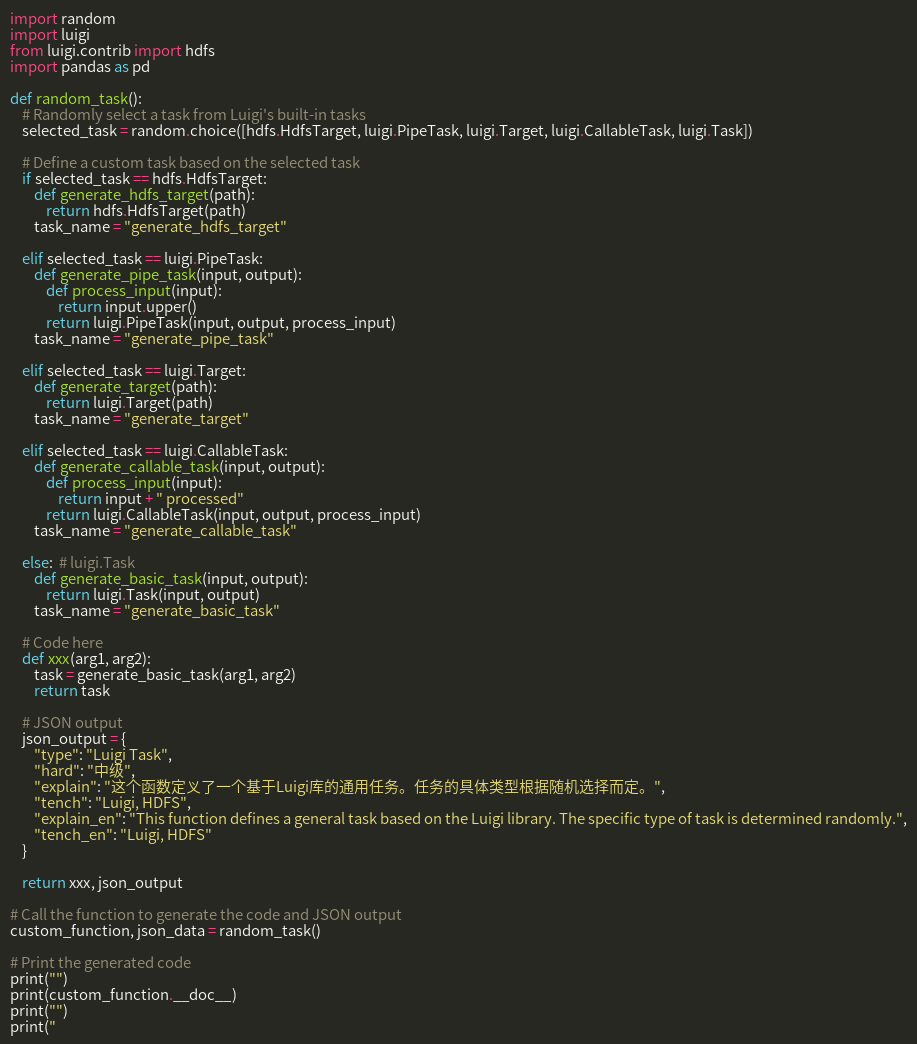 import random
import luigi
from luigi.contrib import hdfs
import pandas as pd

def random_task():
    # Randomly select a task from Luigi's built-in tasks
    selected_task = random.choice([hdfs.HdfsTarget, luigi.PipeTask, luigi.Target, luigi.CallableTask, luigi.Task])

    # Define a custom task based on the selected task
    if selected_task == hdfs.HdfsTarget:
        def generate_hdfs_target(path):
            return hdfs.HdfsTarget(path)
        task_name = "generate_hdfs_target"

    elif selected_task == luigi.PipeTask:
        def generate_pipe_task(input, output):
            def process_input(input):
                return input.upper()
            return luigi.PipeTask(input, output, process_input)
        task_name = "generate_pipe_task"

    elif selected_task == luigi.Target:
        def generate_target(path):
            return luigi.Target(path)
        task_name = "generate_target"

    elif selected_task == luigi.CallableTask:
        def generate_callable_task(input, output):
            def process_input(input):
                return input + " processed"
            return luigi.CallableTask(input, output, process_input)
        task_name = "generate_callable_task"

    else:  # luigi.Task
        def generate_basic_task(input, output):
            return luigi.Task(input, output)
        task_name = "generate_basic_task"

    # Code here
    def xxx(arg1, arg2):
        task = generate_basic_task(arg1, arg2)
        return task

    # JSON output
    json_output = {
        "type": "Luigi Task",
        "hard": "中级",
        "explain": "这个函数定义了一个基于Luigi库的通用任务。任务的具体类型根据随机选择而定。",
        "tench": "Luigi, HDFS",
        "explain_en": "This function defines a general task based on the Luigi library. The specific type of task is determined randomly.",
        "tench_en": "Luigi, HDFS"
    }

    return xxx, json_output

# Call the function to generate the code and JSON output
custom_function, json_data = random_task()

# Print the generated code
print("")
print(custom_function.__doc__)
print("")
print("